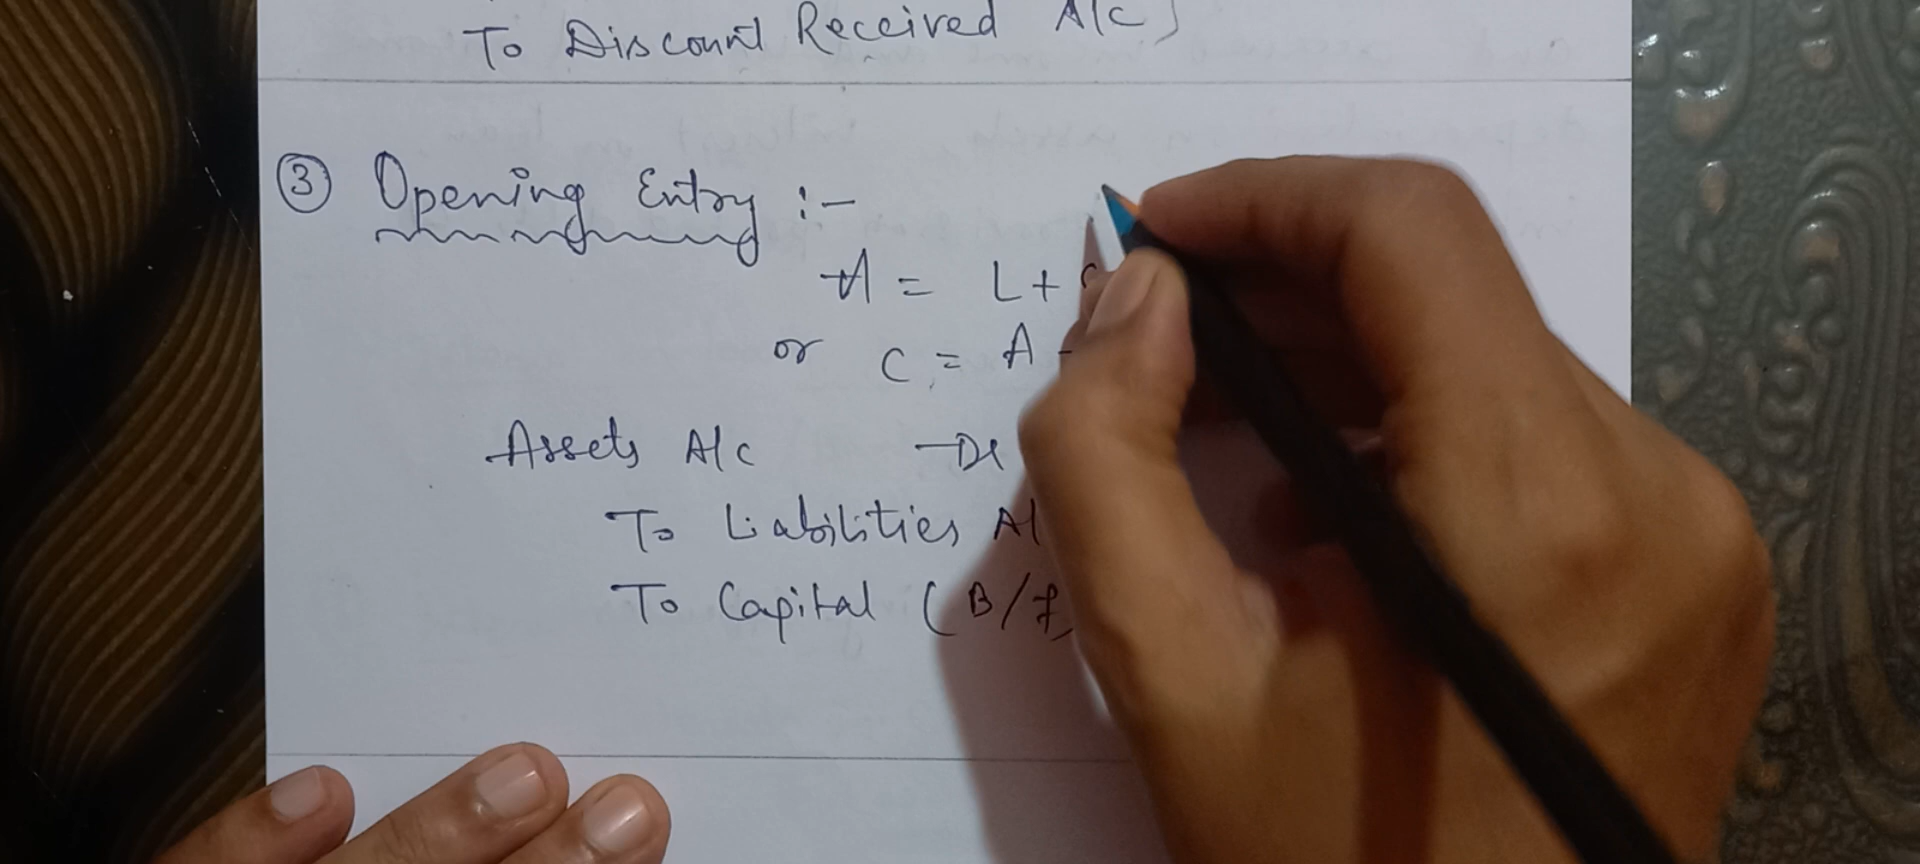 To Discount Received A/c)
③ Opening Entry :-
A = L +
or C = A -
Assets A/c Dr
To Liabilities A/
To Capital (B/f)